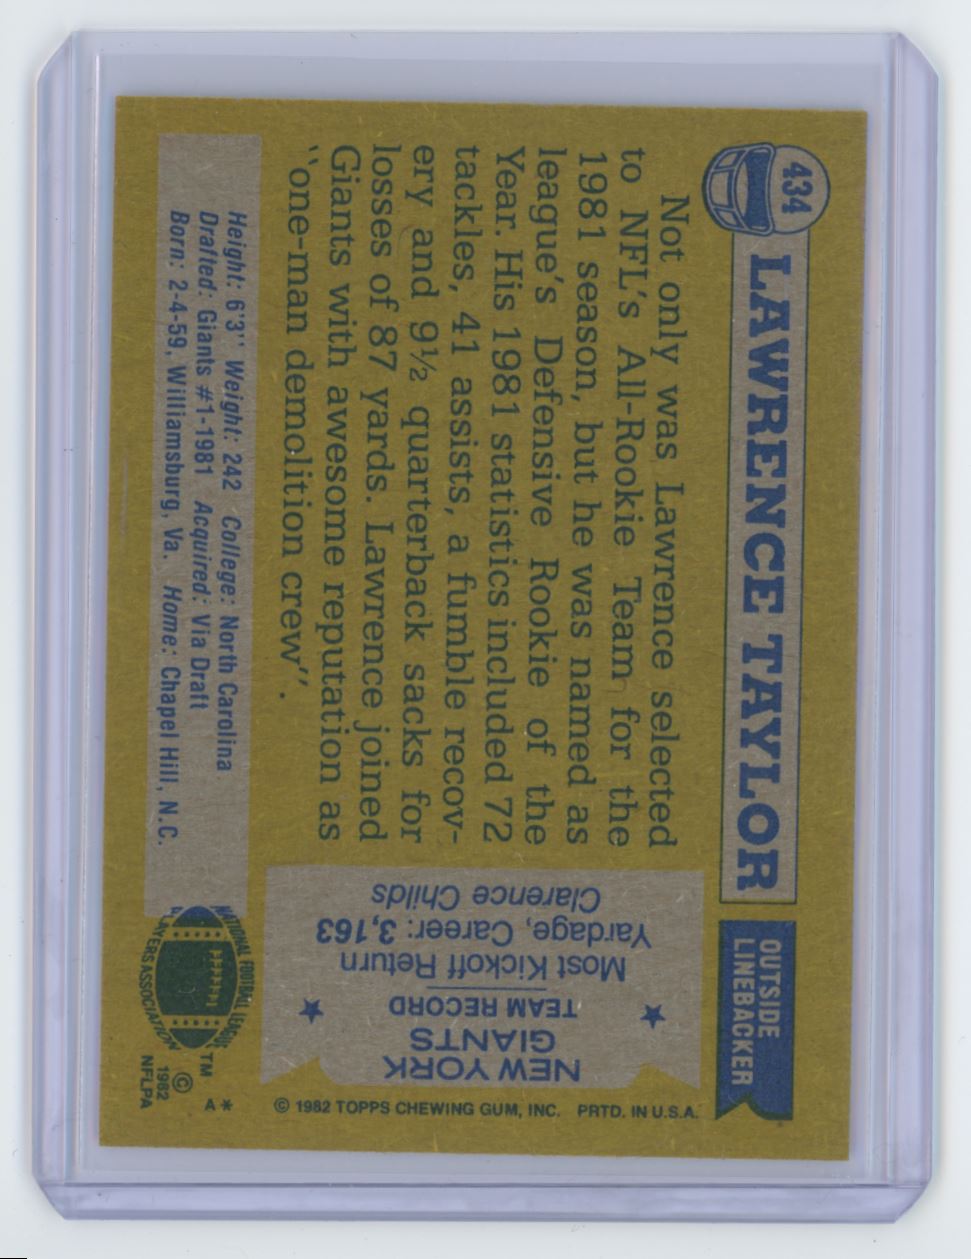 434
LAWRENCE TAYLOR
OUTSIDE
LINEBACKER
Not only was Lawrence selected
to NFL's All-Rookie Team for the
1981 season, but he was named as
league's Defensive Rookie of the
Year. His 1981 statistics included 72
tackles, 41 assists, a fumble recov-
ery and 9½ quarterback sacks for
losses of 87 yards. Lawrence joined
Giants with awesome reputation as
"one-man demolition crew".
Height: 6'3" Weight: 242 College: North Carolina
Drafted: Giants #1-1981 Acquired: Via Draft
Born: 2-4-59, Williamsburg, Va. Home: Chapel Hill, N.C.
NEW YORK
GIANTS
TEAM RECORD
Most Kickoff Return
Yardage, Career: 3,163
Clarence Childs
NATIONAL FOOTBALL LEAGUE
PLAYERS ASSOCIATION
TM
©
1982
NFLPA
A*
© 1982 TOPPS CHEWING GUM, INC. PRTD. IN U.S.A.